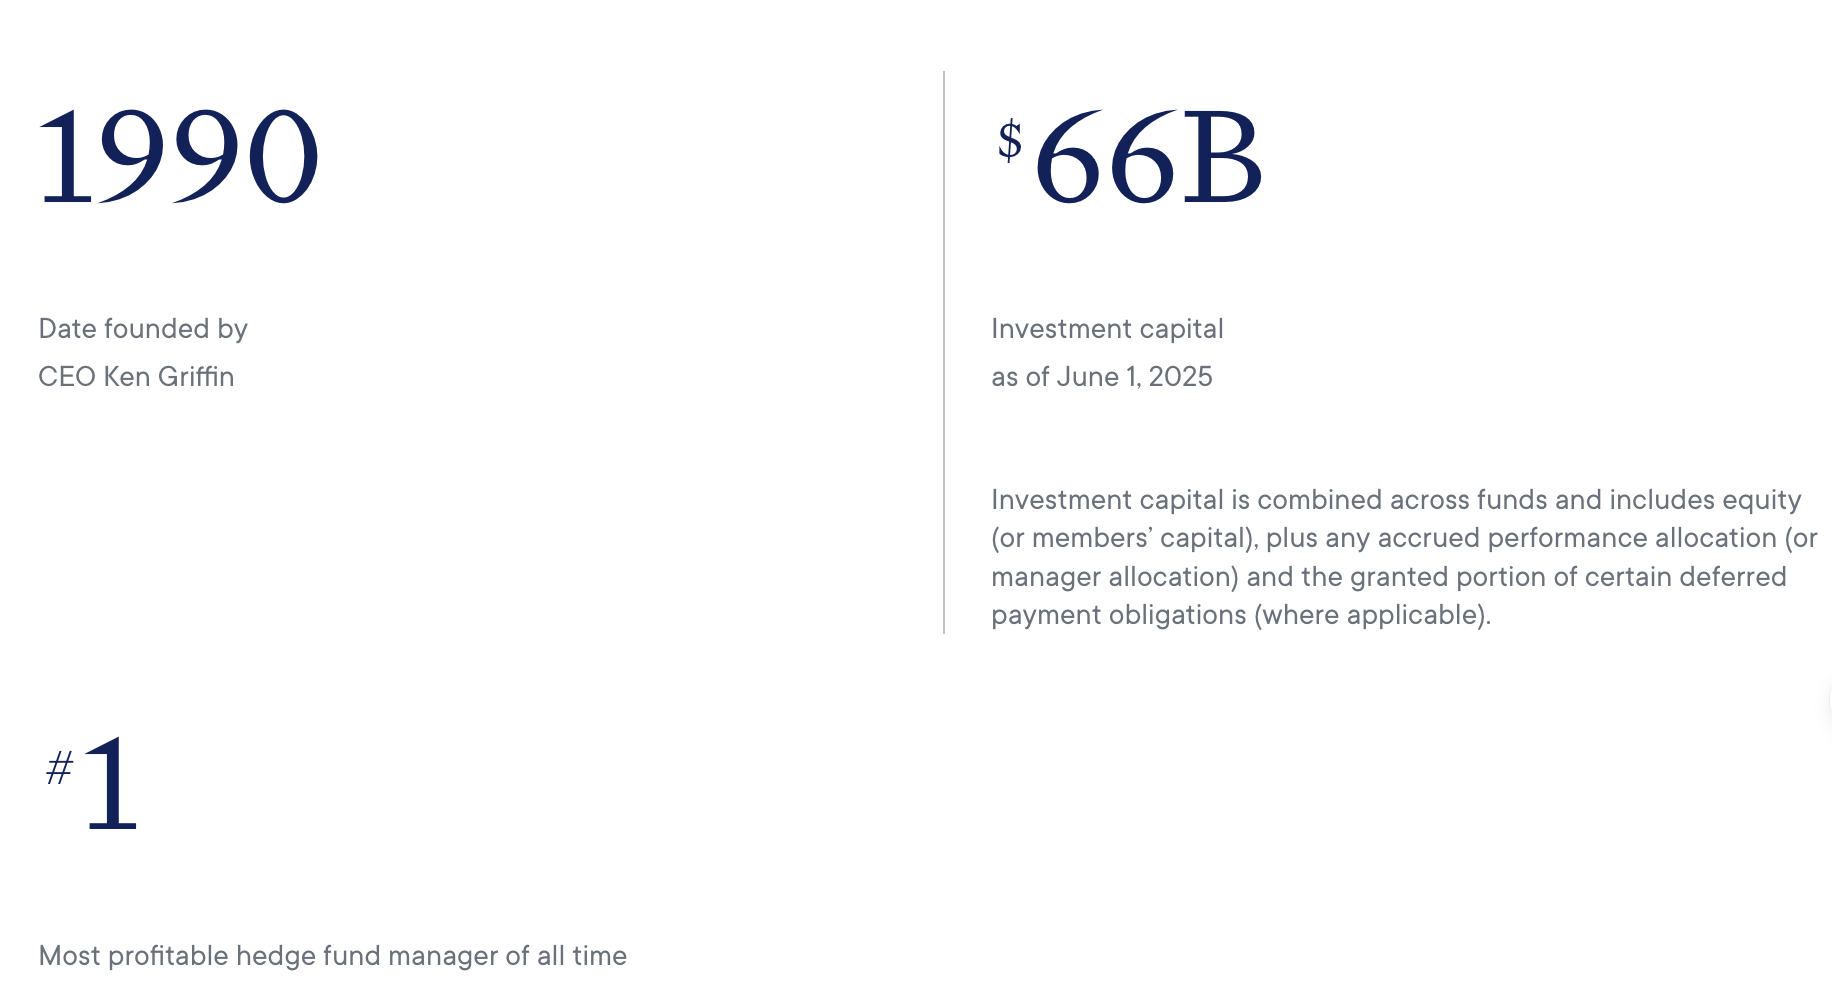 1990
Date founded by
CEO Ken Griffin
$66B
Investment capital
as of June 1, 2025
Investment capital is combined across funds and includes equity
(or members’ capital), plus any accrued performance allocation (or
manager allocation) and the granted portion of certain deferred
payment obligations (where applicable).
#1
Most profitable hedge fund manager of all time